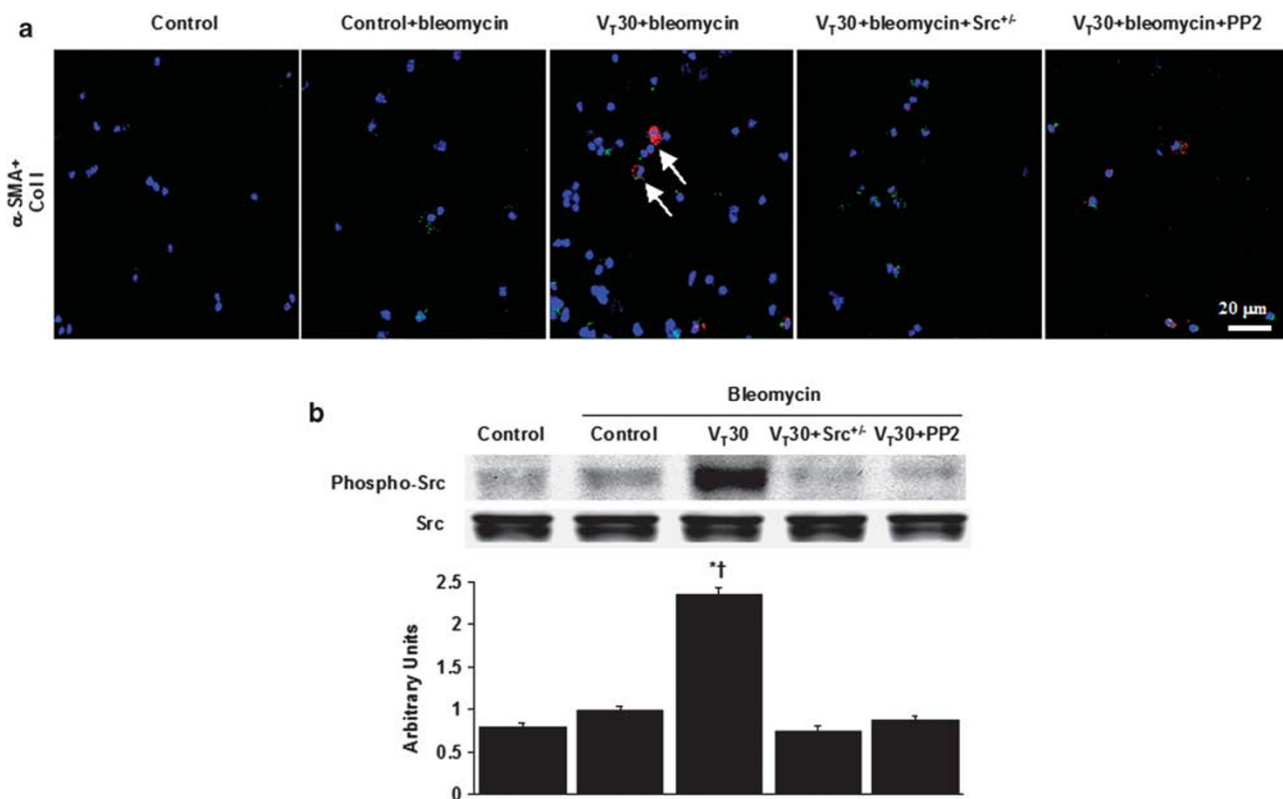 a
Control
Control+bleomycin
VT30+bleomycin
VT30+bleomycin+Src+/-
VT30+bleomycin+PP2
α-SMA+
Col I
20 μm
b
Bleomycin
Control
Control
VT30
VT30+Src+/-
VT30+PP2
Phospho-Src
Src
*†
Arbitrary Units
2.5
2
1.5
1
0.5
0